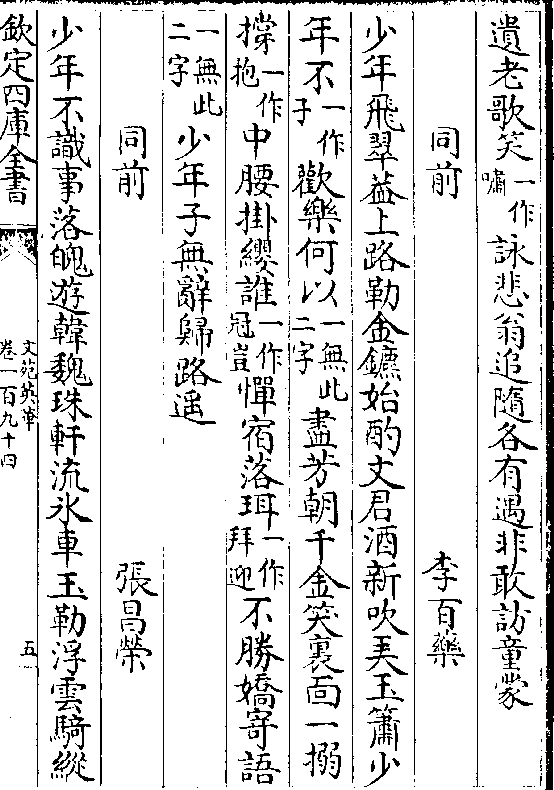 遺老歌笑一作嘯詠悲翁追隨各有遇非敢訪童蒙
同前 李百藥
少年飛翠蓋上路勒金鑣始酌文君酒新吹美玉簫少
年不一作子歡樂何以一無此二字盡芳朝千金笑裏面一搦
掌一作抱中腰掛纓誰一作冠豈憚宿落珥一作拜迎不勝嬌寄語
一無此二字少年子無辭歸路遥
同前 張昌榮
少年不識事落魄遊韓魏珠軒流氷車玉勒浮雲騎縱
欽定四庫全書
文苑英華
卷一百九十四
五